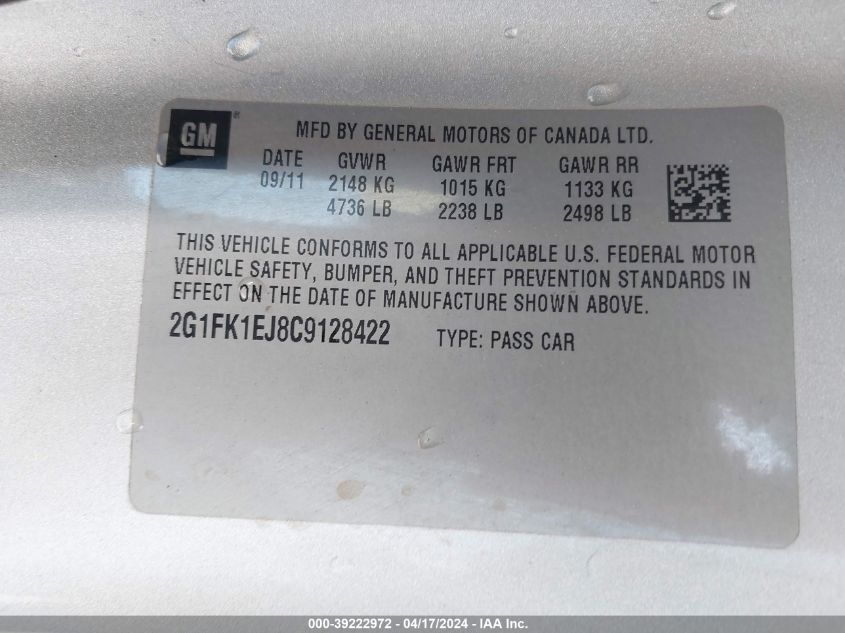 GM ®
MFD BY GENERAL MOTORS OF CANADA LTD.
DATE GVWR GAWR FRT GAWR RR
09/11 2148 KG 1015 KG 1133 KG
4736 LB 2238 LB 2498 LB
THIS VEHICLE CONFORMS TO ALL APPLICABLE U.S. FEDERAL MOTOR
VEHICLE SAFETY, BUMPER, AND THEFT PREVENTION STANDARDS IN
EFFECT ON THE DATE OF MANUFACTURE SHOWN ABOVE.
2G1FK1EJ8C9128422 TYPE: PASS CAR
000-39222972 - 04/17/2024 - IAA Inc.